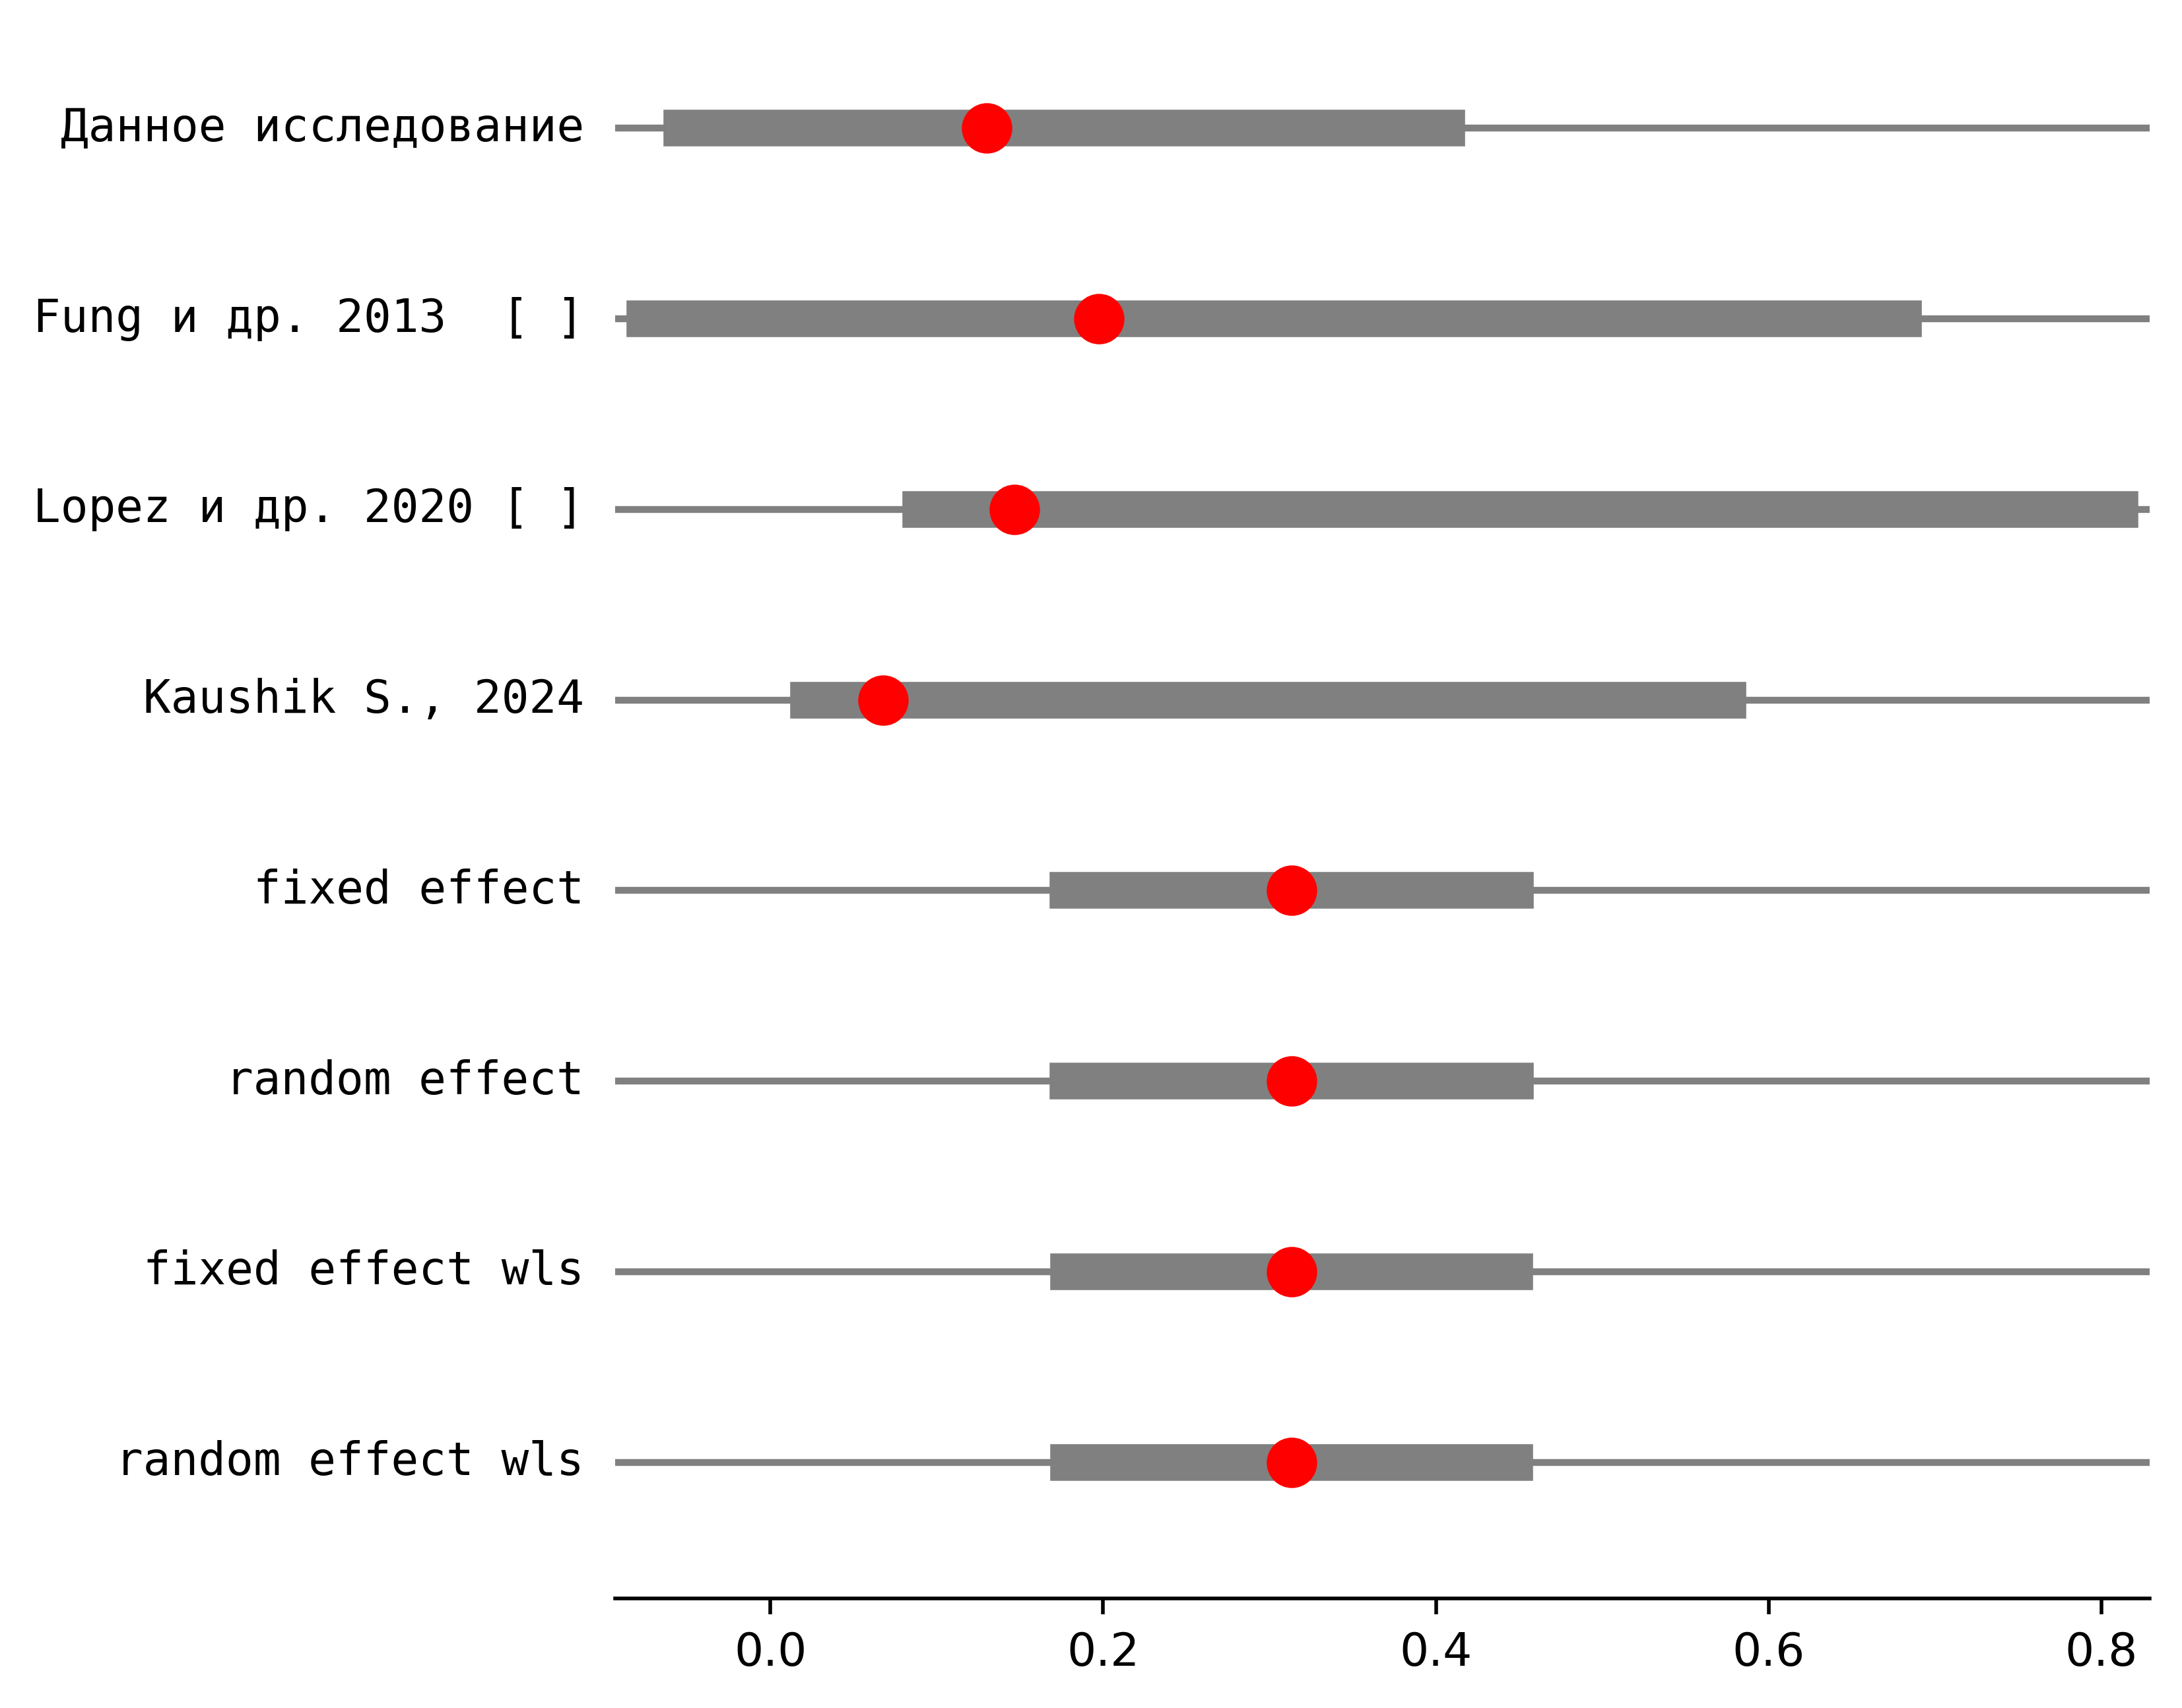 Данное исследование
Fung и др. 2013  [ ]
Lopez и др. 2020 [ ]
Kaushik S., 2024
fixed effect
random effect
fixed effect wls
random effect wls
0.0 0.2 0.4 0.6 0.8